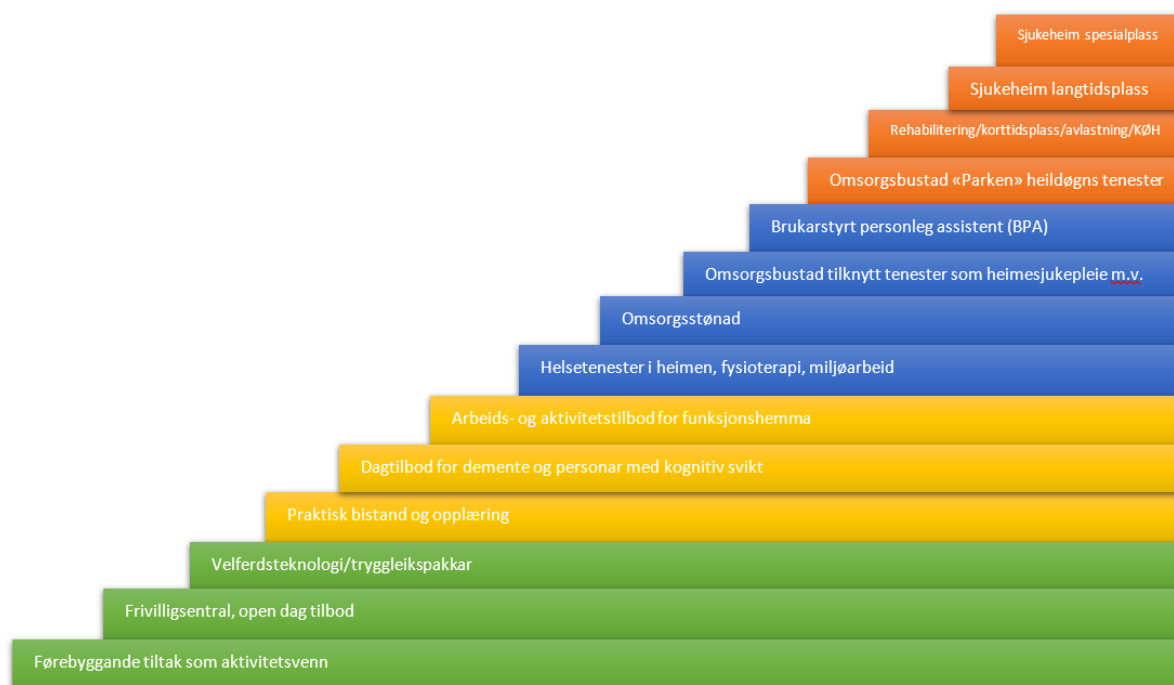 Sjukeheim spesialplass
Sjukeheim langtidsplass
Rehabilitering/korttidsplass/avlastning/KØH
Omsorgsbustad «Parken» heildøgns tenester
Brukarstyrt personleg assistent (BPA)
Omsorgsbustad tilknytt tenester som heimesjukepleie m.v.
Omsorgsstønad
Helsetenester i heimen, fysioterapi, miljøarbeid
Arbeids- og aktivitetstilbod for funksjonshemma
Dagtilbod for demente og personar med kognitiv svikt
Praktisk bistand og opplæring
Velferdsteknologi/tryggleikspakkar
Frivilligsentral, open dag tilbod
Førebyggande tiltak som aktivitetsvenn